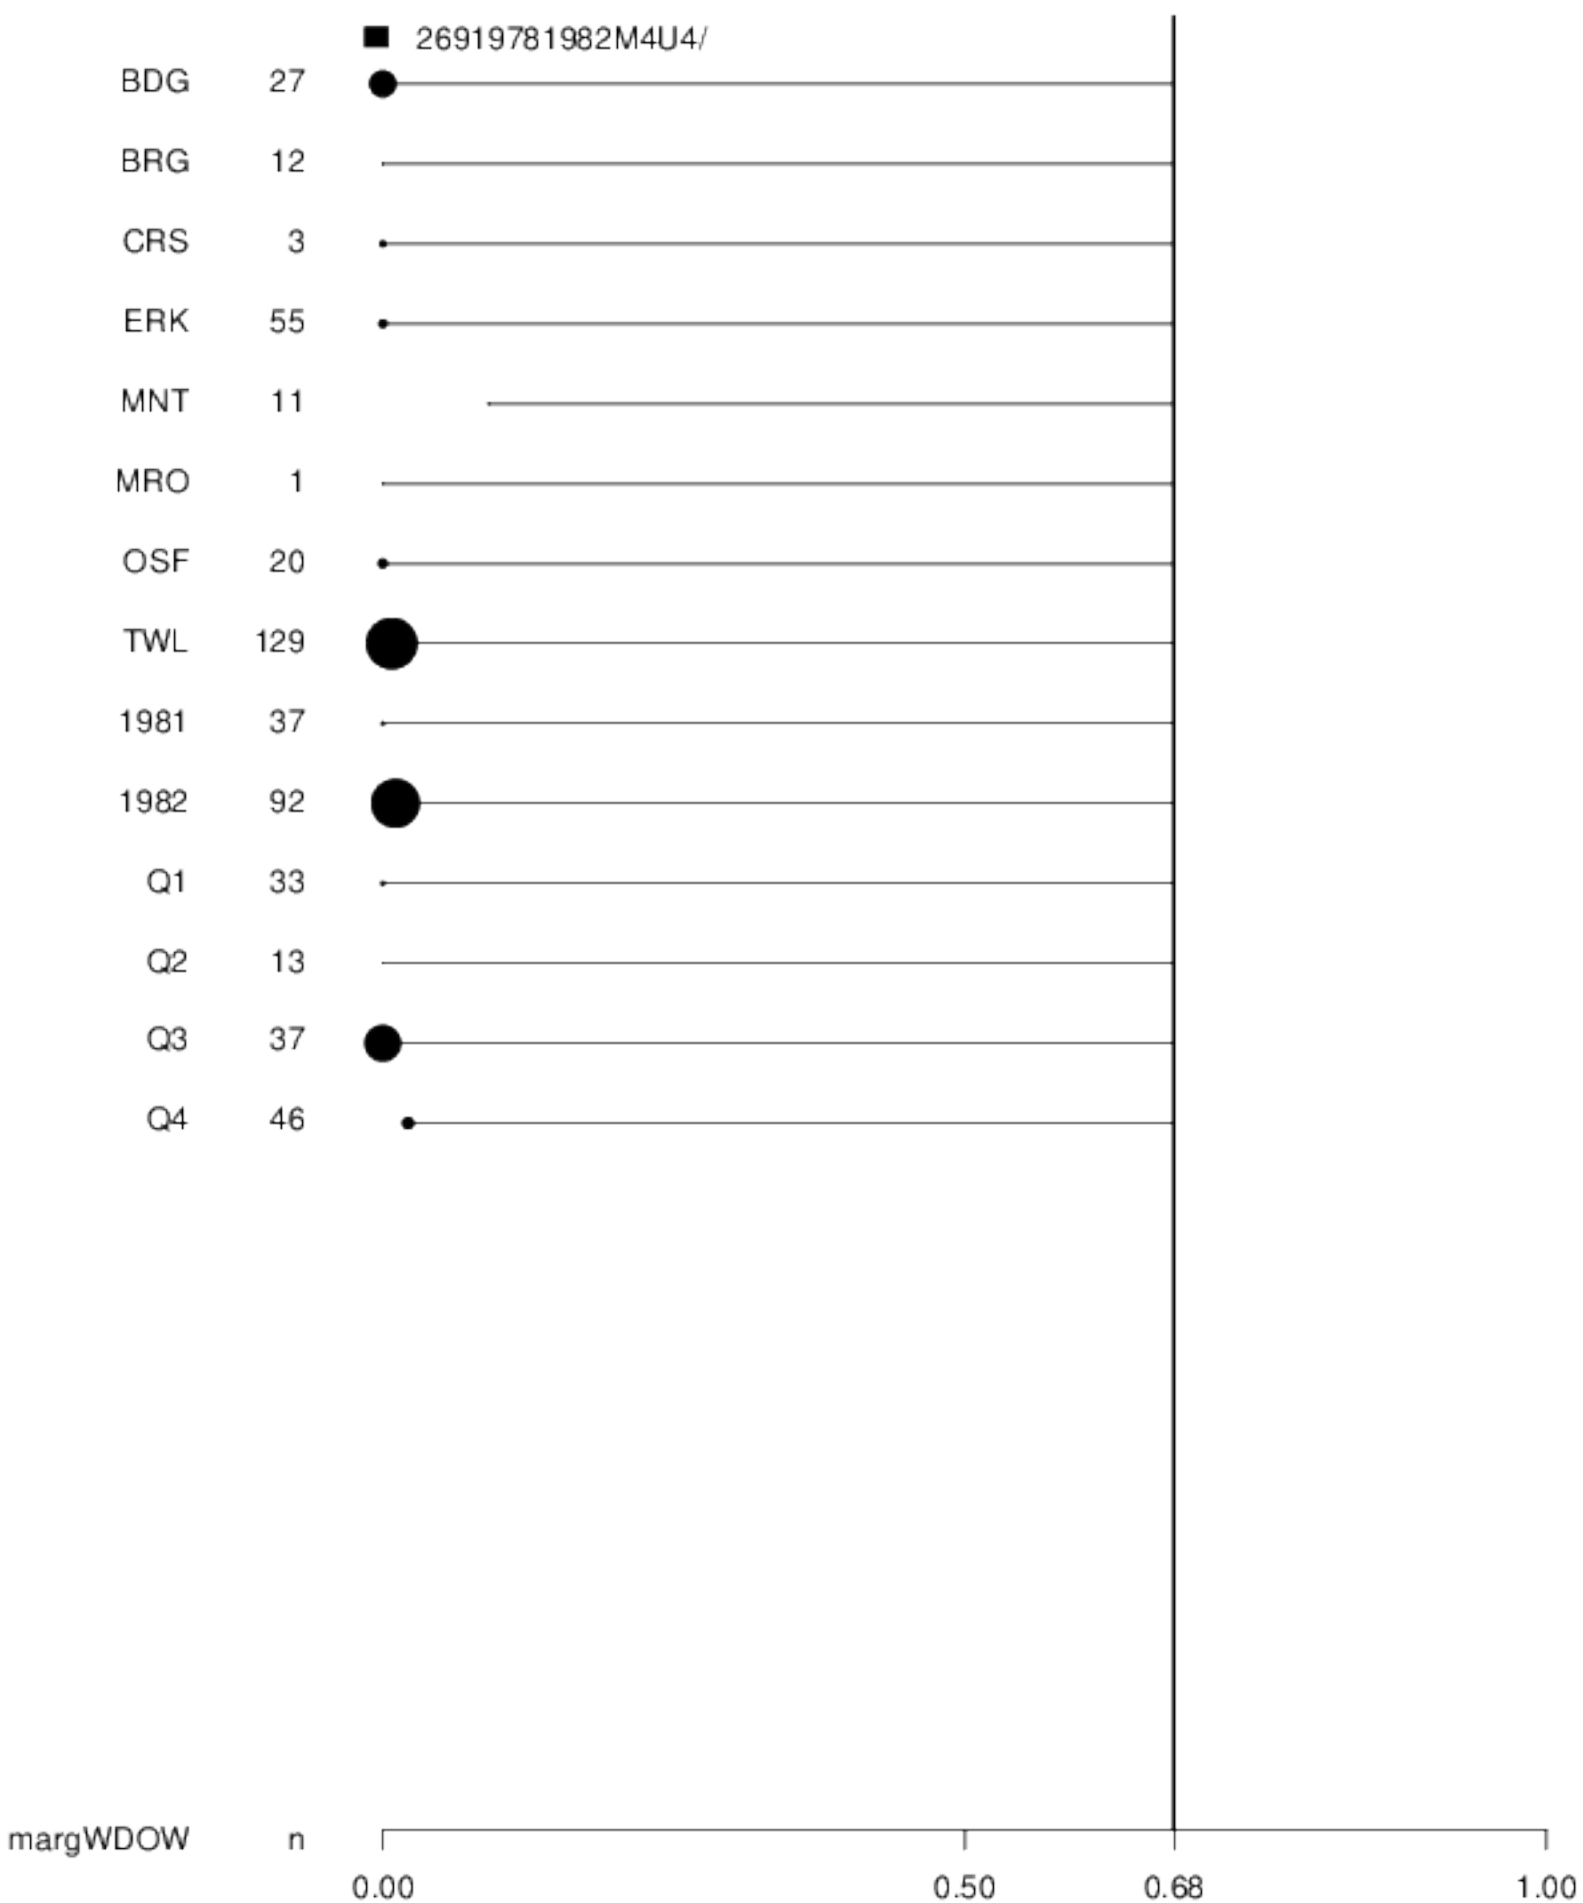 26919781982M4U4/
BDG 27
BRG 12
CRS 3
ERK 55
MNT 11
MRO 1
OSF 20
TWL 129
1981 37
1982 92
Q1 33
Q2 13
Q3 37
Q4 46
margWDOW n
0.00 0.50 0.68 1.00